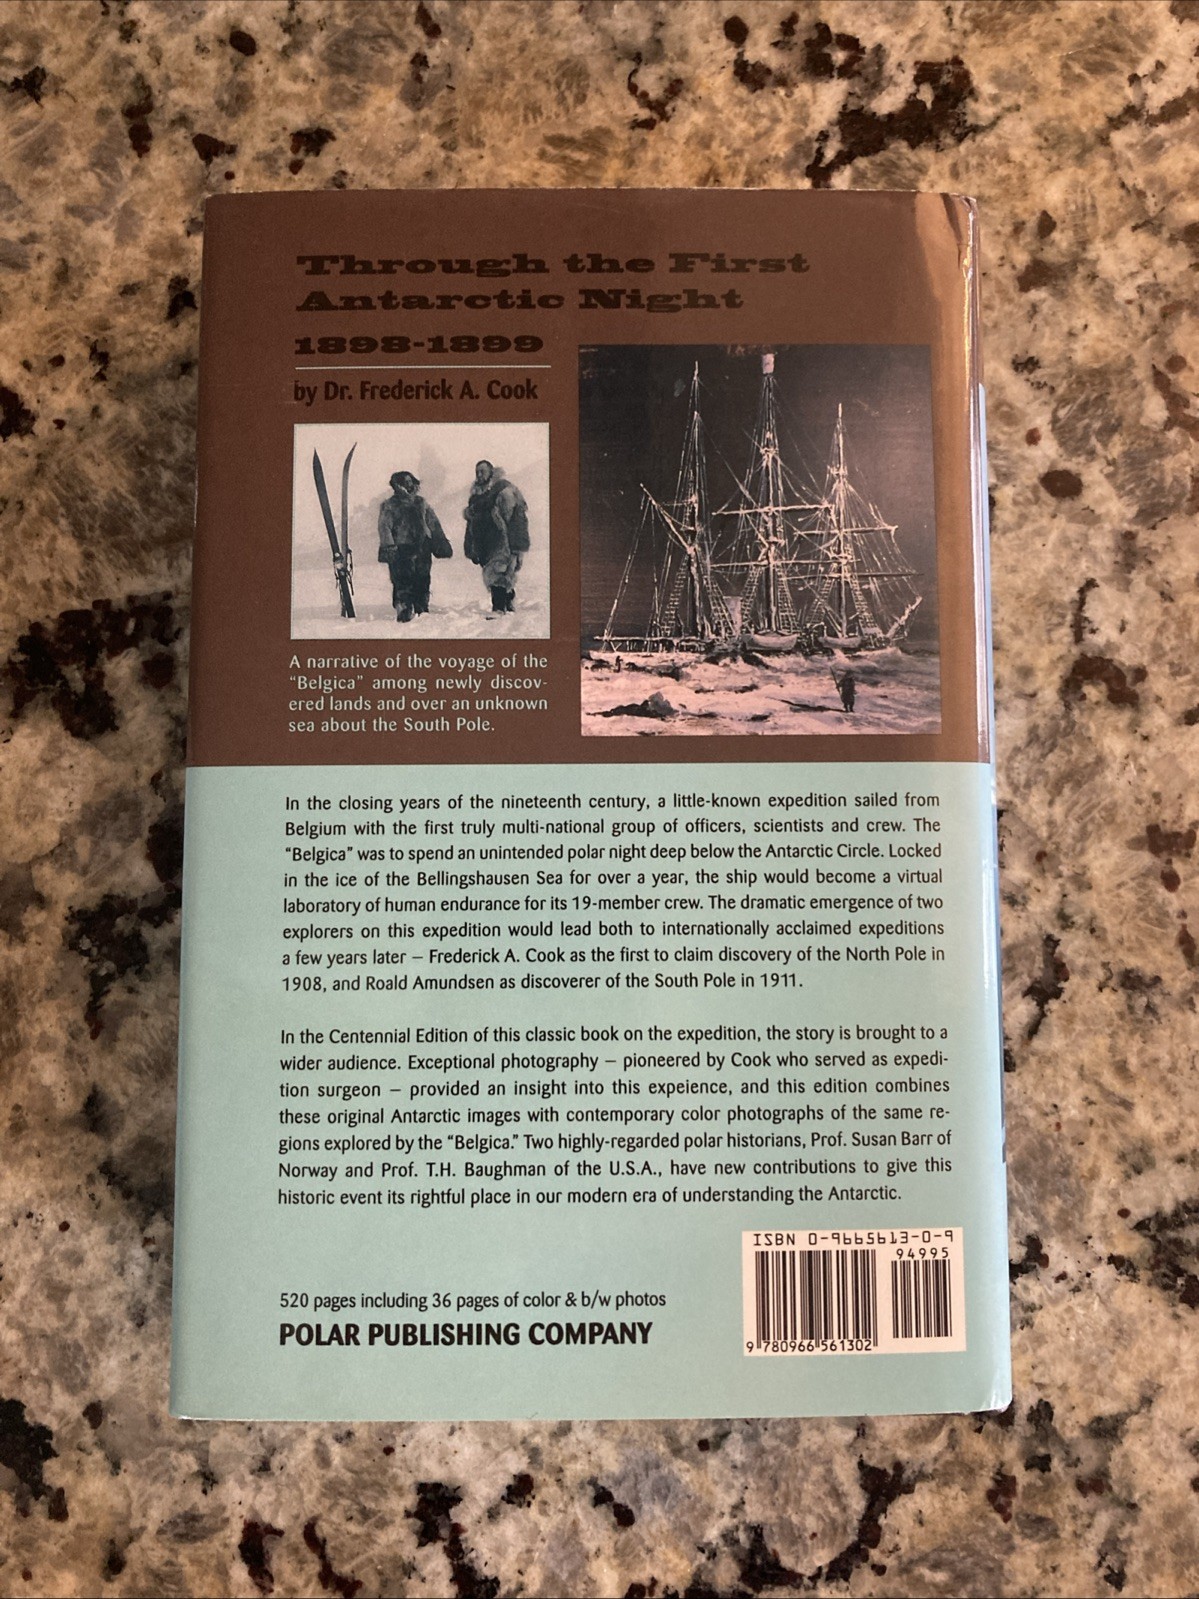 Through the First
Antarctic Night
1898-1899
by Dr. Frederick A. Cook
A narrative of the voyage of the
"Belgica" among newly discov-
ered lands and over an unknown
sea about the South Pole.
In the closing years of the nineteenth century, a little-known expedition sailed from
Belgium with the first truly multi-national group of officers, scientists and crew. The
"Belgica" was to spend an unintended polar night deep below the Antarctic Circle. Locked
in the ice of the Bellingshausen Sea for over a year, the ship would become a virtual
laboratory of human endurance for its 19-member crew. The dramatic emergence of two
explorers on this expedition would lead both to internationally acclaimed expeditions
a few years later – Frederick A. Cook as the first to claim discovery of the North Pole in
1908, and Roald Amundsen as discoverer of the South Pole in 1911.
In the Centennial Edition of this classic book on the expedition, the story is brought to a
wider audience. Exceptional photography – pioneered by Cook who served as expedi-
tion surgeon – provided an insight into this expeience, and this edition combines
these original Antarctic images with contemporary color photographs of the same re-
gions explored by the "Belgica." Two highly-regarded polar historians, Prof. Susan Barr of
Norway and Prof. T.H. Baughman of the U.S.A., have new contributions to give this
historic event its rightful place in our modern era of understanding the Antarctic.
520 pages including 36 pages of color & b/w photos
POLAR PUBLISHING COMPANY
ISBN 0-9665613-0-9
94995
9 780966 561302